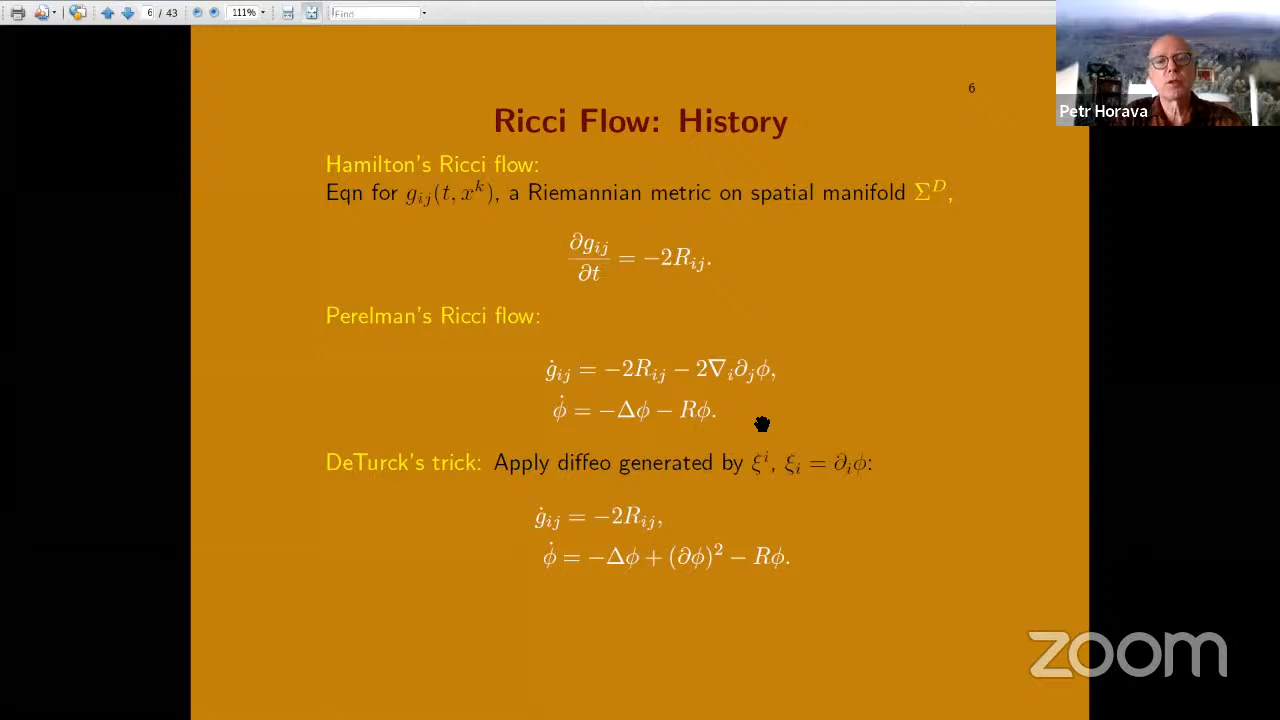 6 / 43
111%
Find
Petr Horava
6
Ricci Flow: History
Hamilton's Ricci flow:
Eqn for g_{ij}(t, x^k), a Riemannian metric on spatial manifold Σ^D,
∂g_{ij}/∂t = −2R_{ij}.
Perelman's Ricci flow:
ġ_{ij} = −2R_{ij} − 2∇_i∂_jϕ,
ϕ̇ = −Δϕ − Rϕ.
DeTurck's trick: Apply diffeo generated by ξ^i, ξ_i = ∂_iϕ:
ġ_{ij} = −2R_{ij},
ϕ̇ = −Δϕ + (∂ϕ)^2 − Rϕ.
zoom